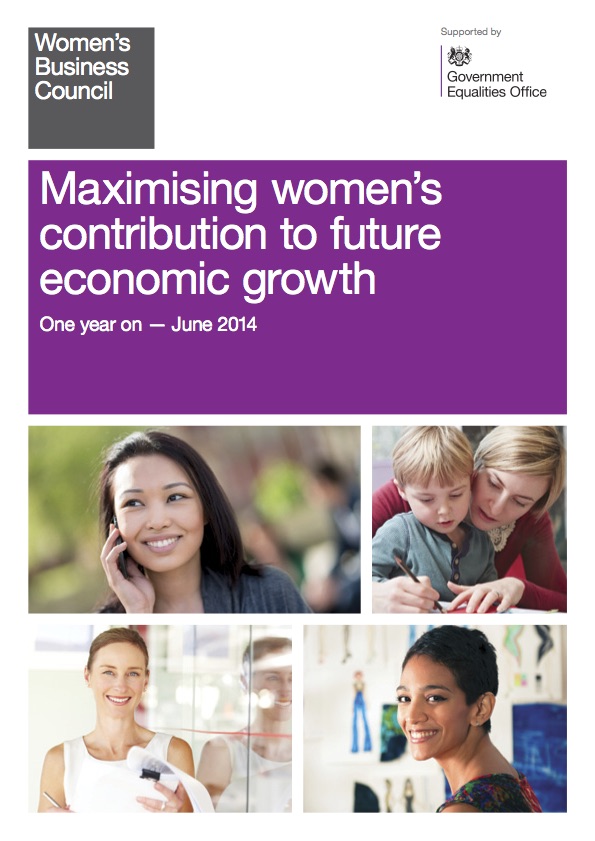 Women's
Business
Council
Supported by
Government
Equalities Office
Maximising women's
contribution to future
economic growth
One year on — June 2014